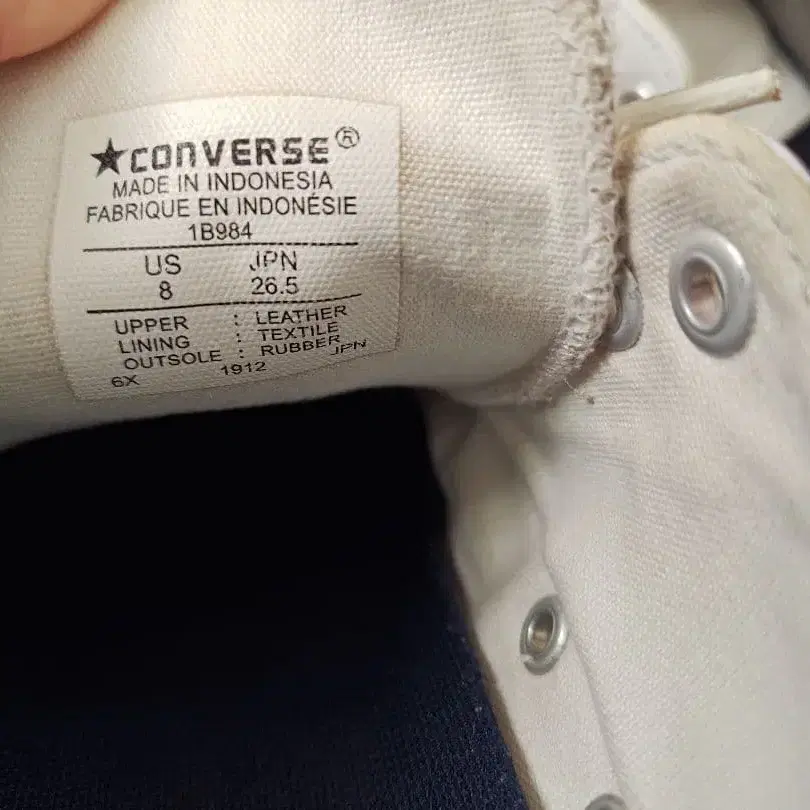 ★CONVERSE®
MADE IN INDONESIA
FABRIQUE EN INDONÉSIE
1B984
US JPN
8 26.5
UPPER : LEATHER
LINING : TEXTILE
OUTSOLE : RUBBER
6X 1912 JPN